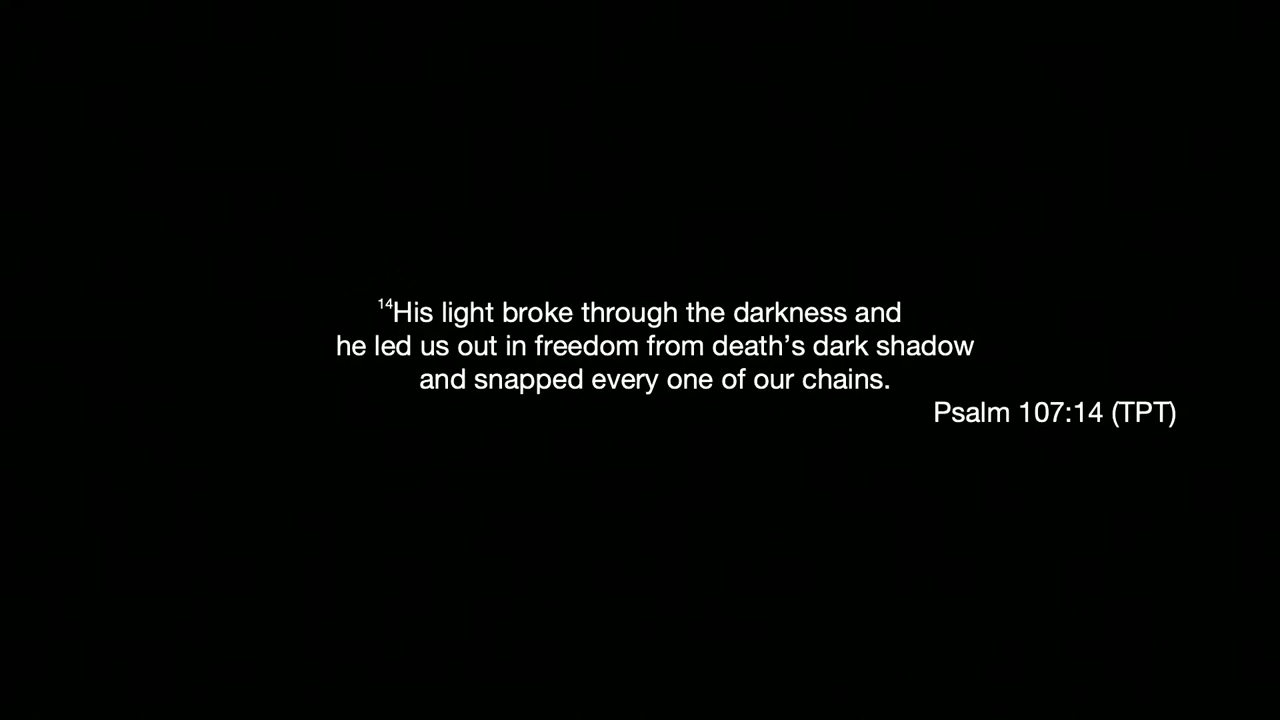 ¹⁴His light broke through the darkness and
he led us out in freedom from death’s dark shadow
and snapped every one of our chains.
Psalm 107:14 (TPT)